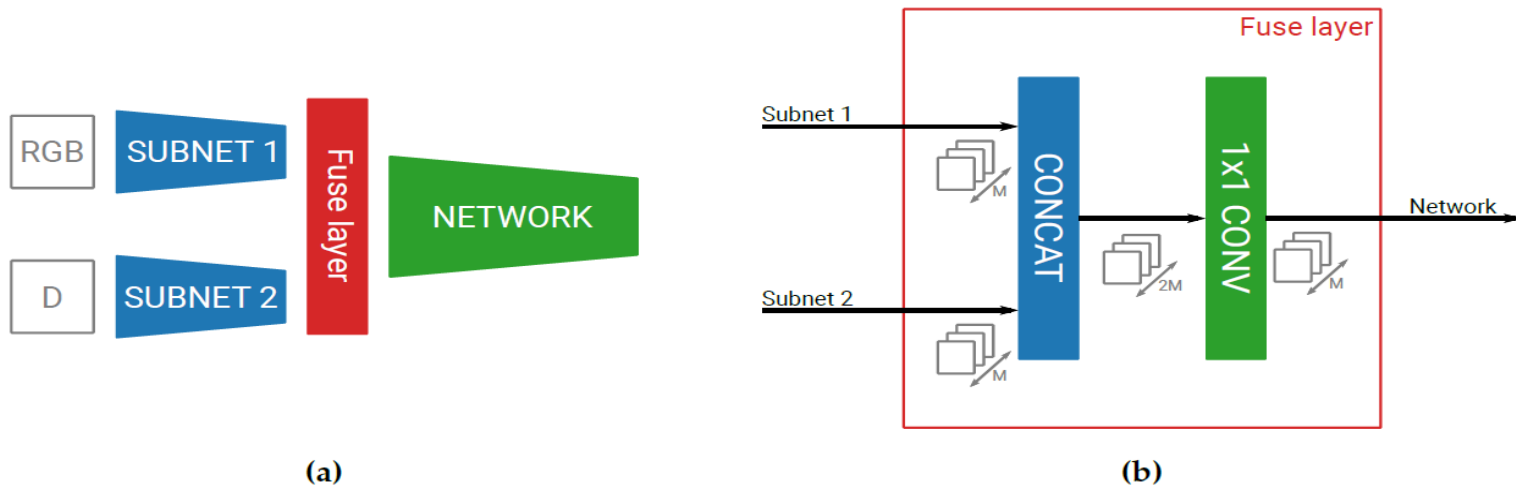 RGB
SUBNET 1
D
SUBNET 2
Fuse layer
NETWORK
(a)
Fuse layer
Subnet 1
M
Subnet 2
M
CONCAT
2M
1x1 CONV
M
Network
(b)